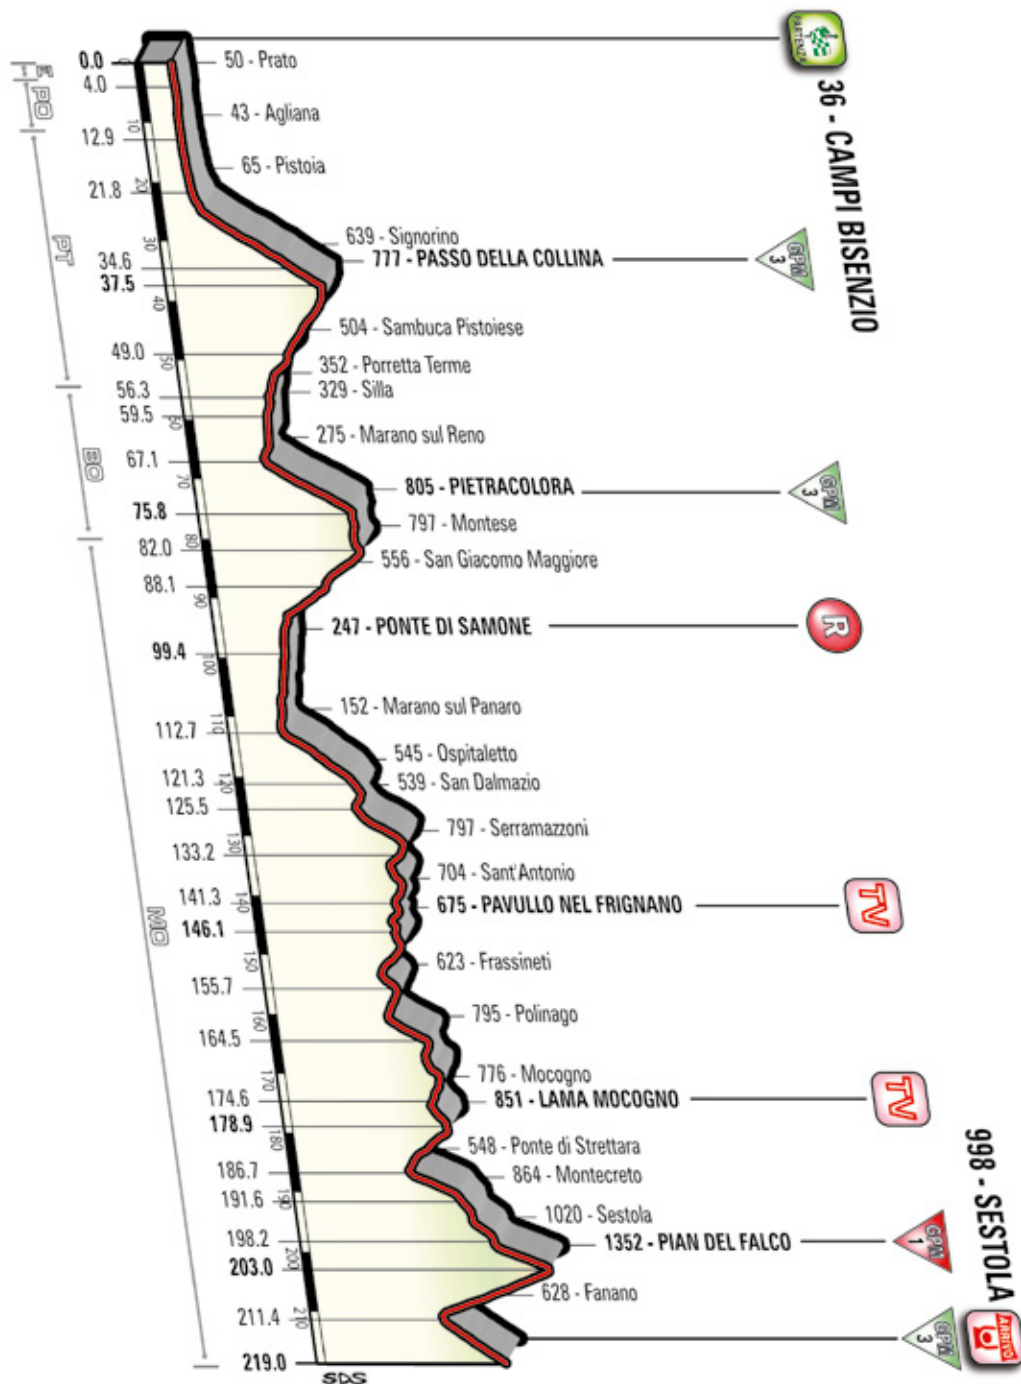 PARTENZA
36 - CAMPI BISENZIO
0.0
50 - Prato
4.0
43 - Agliana
12.9
65 - Pistoia
21.8
639 - Signorino
34.6
777 - PASSO DELLA COLLINA
GPM 3
37.5
504 - Sambuca Pistoiese
49.0
352 - Porretta Terme
56.3
329 - Silla
59.5
275 - Marano sul Reno
67.1
805 - PIETRACOLORA
GPM 3
75.8
797 - Montese
82.0
556 - San Giacomo Maggiore
88.1
247 - PONTE DI SAMONE
R
99.4
152 - Marano sul Panaro
112.7
545 - Ospitaletto
121.3
539 - San Dalmazio
125.5
797 - Serramazzoni
133.2
704 - Sant'Antonio
141.3
675 - PAVULLO NEL FRIGNANO
TV
146.1
623 - Frassineti
155.7
795 - Polinago
164.5
776 - Mocogno
174.6
851 - LAMA MOCOGNO
TV
178.9
548 - Ponte di Strettara
186.7
864 - Montecreto
191.6
1020 - Sestola
198.2
1352 - PIAN DEL FALCO
GPM 1
203.0
628 - Fanano
211.4
998 - SESTOLA
GPM 3
ARRIVO
219.0
10
20
30
40
50
60
70
80
90
100
110
120
130
140
150
160
170
180
190
200
210
PO
PT
BO
MO
SDS